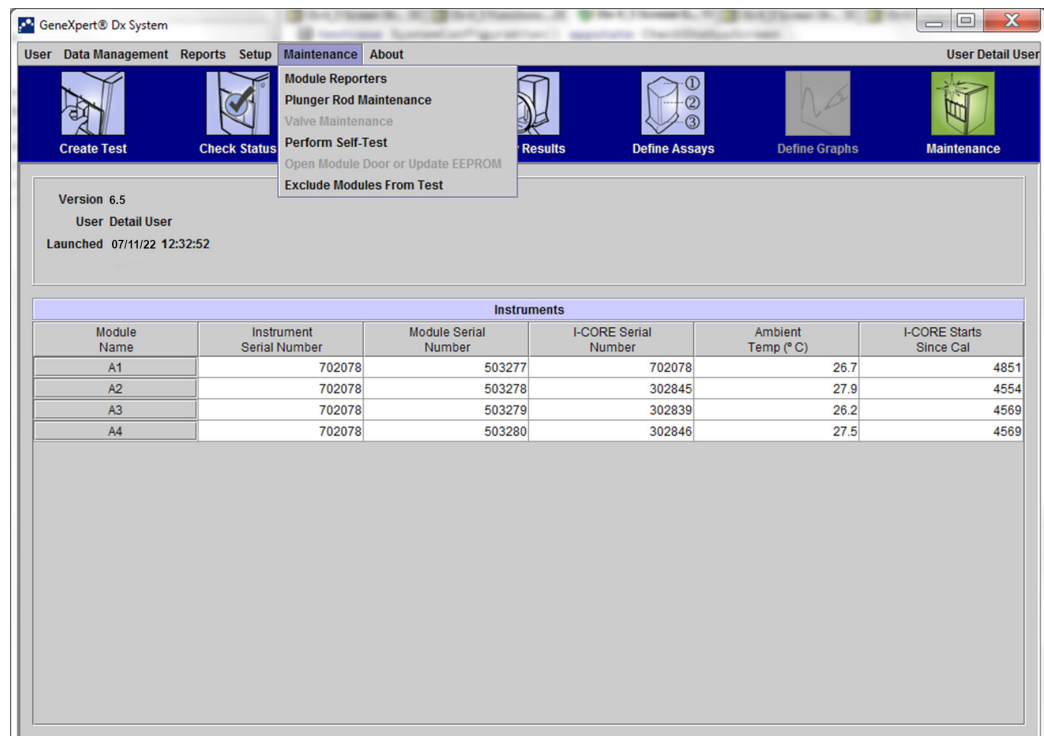 GeneXpert® Dx System
User Data Management Reports Setup Maintenance About User Detail User
Module Reporters
Plunger Rod Maintenance
Valve Maintenance
Perform Self-Test
Open Module Door or Update EEPROM
Exclude Modules From Test
Create Test Check Status Results Define Assays Define Graphs Maintenance
Version 6.5
User Detail User
Launched 07/11/22 12:32:52
Instruments
Module Name Instrument Serial Number Module Serial Number I-CORE Serial Number Ambient Temp (° C) I-CORE Starts Since Cal
A1 702078 503277 702078 26.7 4851
A2 702078 503278 302845 27.9 4554
A3 702078 503279 302839 26.2 4569
A4 702078 503280 302846 27.5 4569